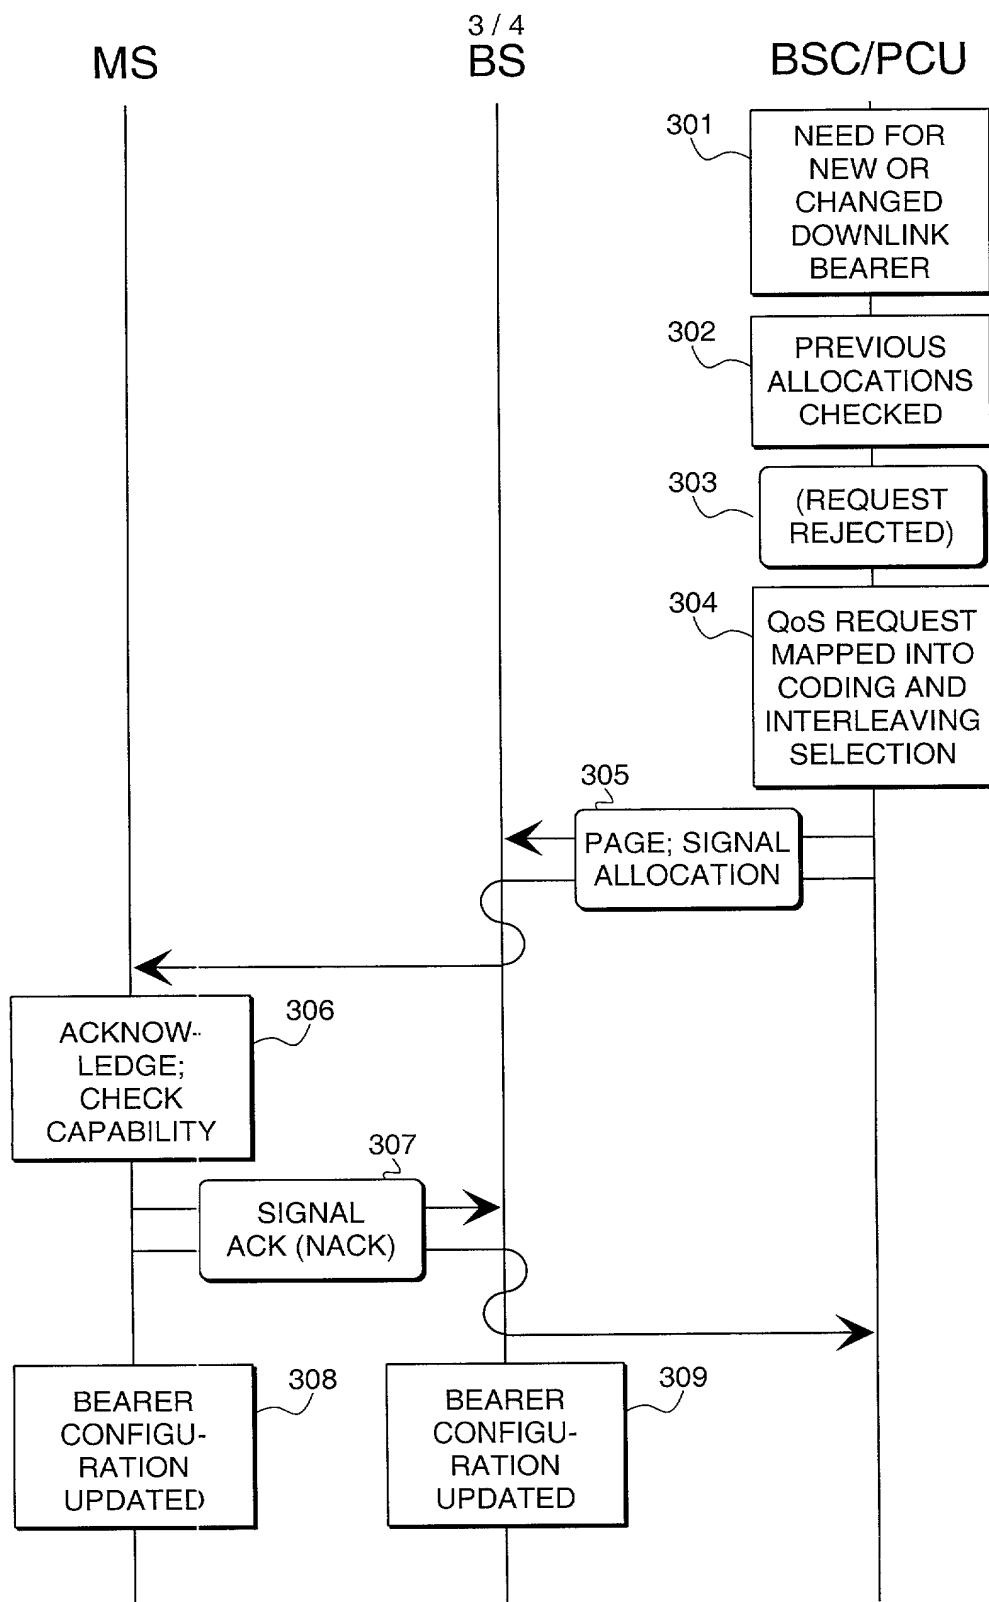 3 / 4
MS
BS
BSC/PCU
301
NEED FOR
NEW OR
CHANGED
DOWNLINK
BEARER
302
PREVIOUS
ALLOCATIONS
CHECKED
303
(REQUEST
REJECTED)
304
QoS REQUEST
MAPPED INTO
CODING AND
INTERLEAVING
SELECTION
305
PAGE; SIGNAL
ALLOCATION
306
ACKNOW-
LEDGE;
CHECK
CAPABILITY
307
SIGNAL
ACK (NACK)
308
BEARER
CONFIGU-
RATION
UPDATED
309
BEARER
CONFIGU-
RATION
UPDATED